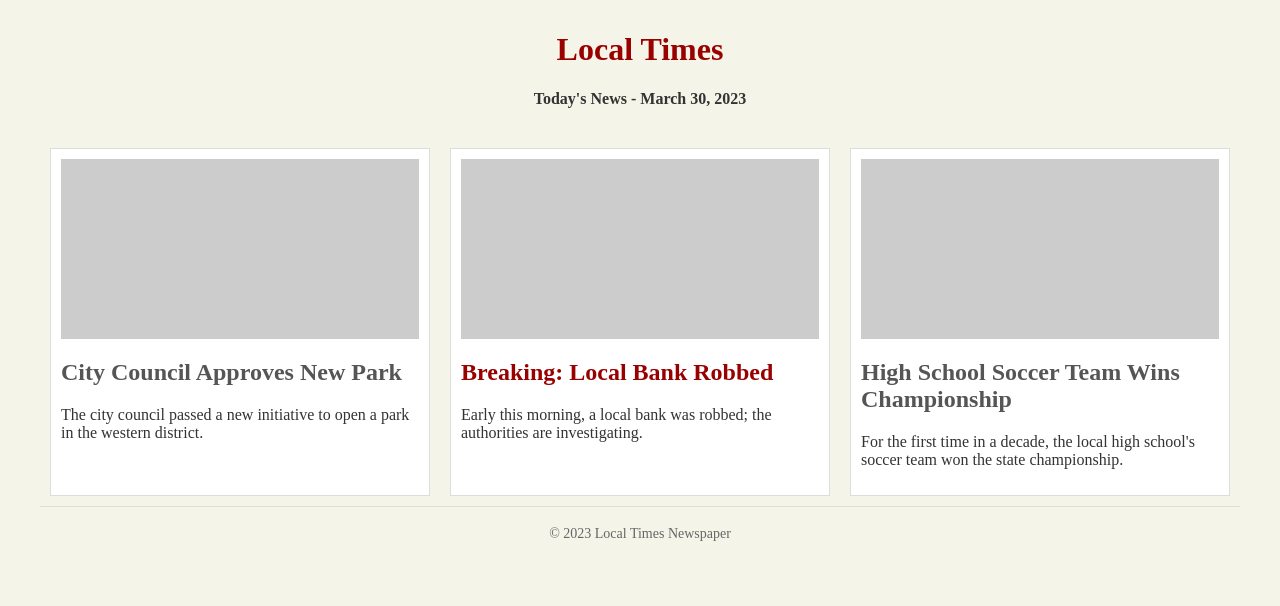 Local Times
Today's News - March 30, 2023
City Council Approves New Park
The city council passed a new initiative to open a park
in the western district.
Breaking: Local Bank Robbed
Early this morning, a local bank was robbed; the
authorities are investigating.
High School Soccer Team Wins
Championship
For the first time in a decade, the local high school's
soccer team won the state championship.
© 2023 Local Times Newspaper